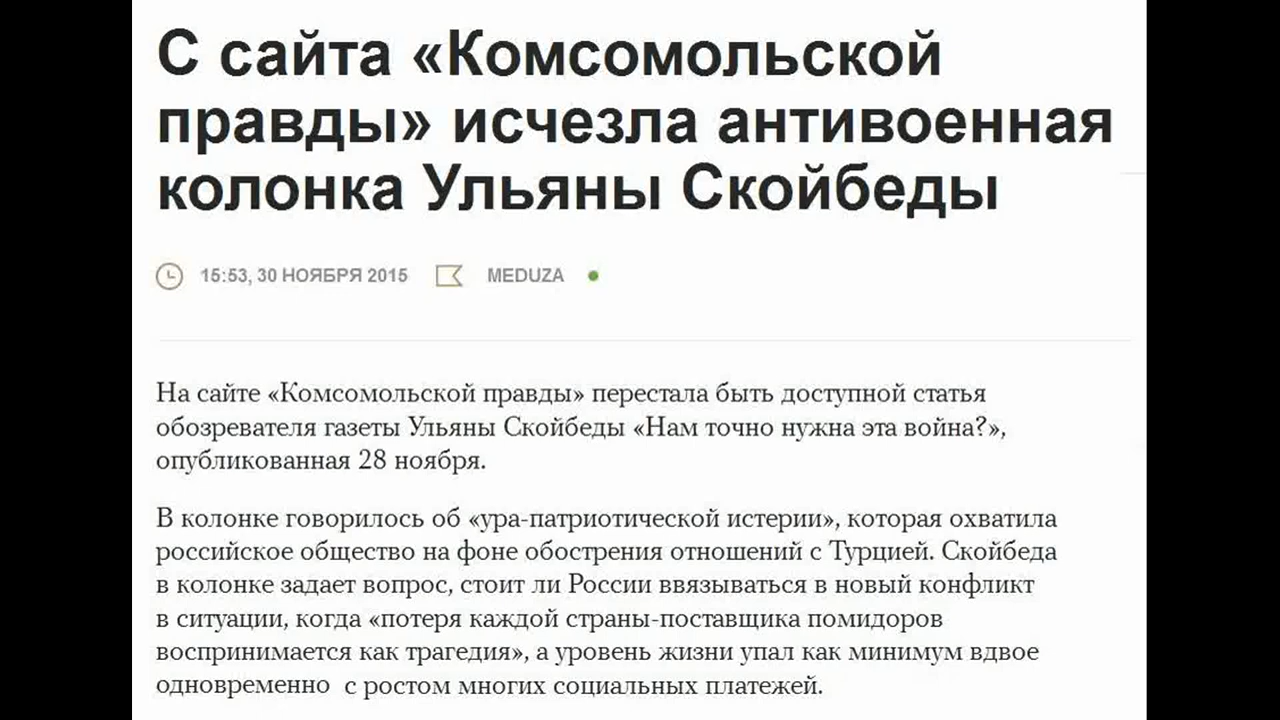 С сайта «Комсомольской
правды» исчезла антивоенная
колонка Ульяны Скойбеды
15:53, 30 НОЯБРЯ 2015 MEDUZA
На сайте «Комсомольской правды» перестала быть доступной статья
обозревателя газеты Ульяны Скойбеды «Нам точно нужна эта война?»,
опубликованная 28 ноября.
В колонке говорилось об «ура-патриотической истерии», которая охватила
российское общество на фоне обострения отношений с Турцией. Скойбеда
в колонке задает вопрос, стоит ли России ввязываться в новый конфликт
в ситуации, когда «потеря каждой страны-поставщика помидоров
воспринимается как трагедия», а уровень жизни упал как минимум вдвое
одновременно с ростом многих социальных платежей.